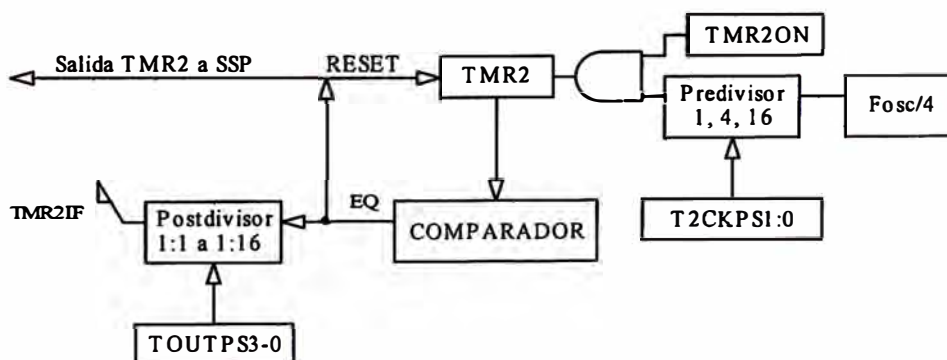 TMR2ON
Salida TMR2 a SSP
RESET
TMR2
Predivisor
1, 4, 16
Fosc/4
TMR2IF
Postdivisor
1:1 a 1:16
EQ
COMPARADOR
T2CKPS1:0
TOUTPS3-0